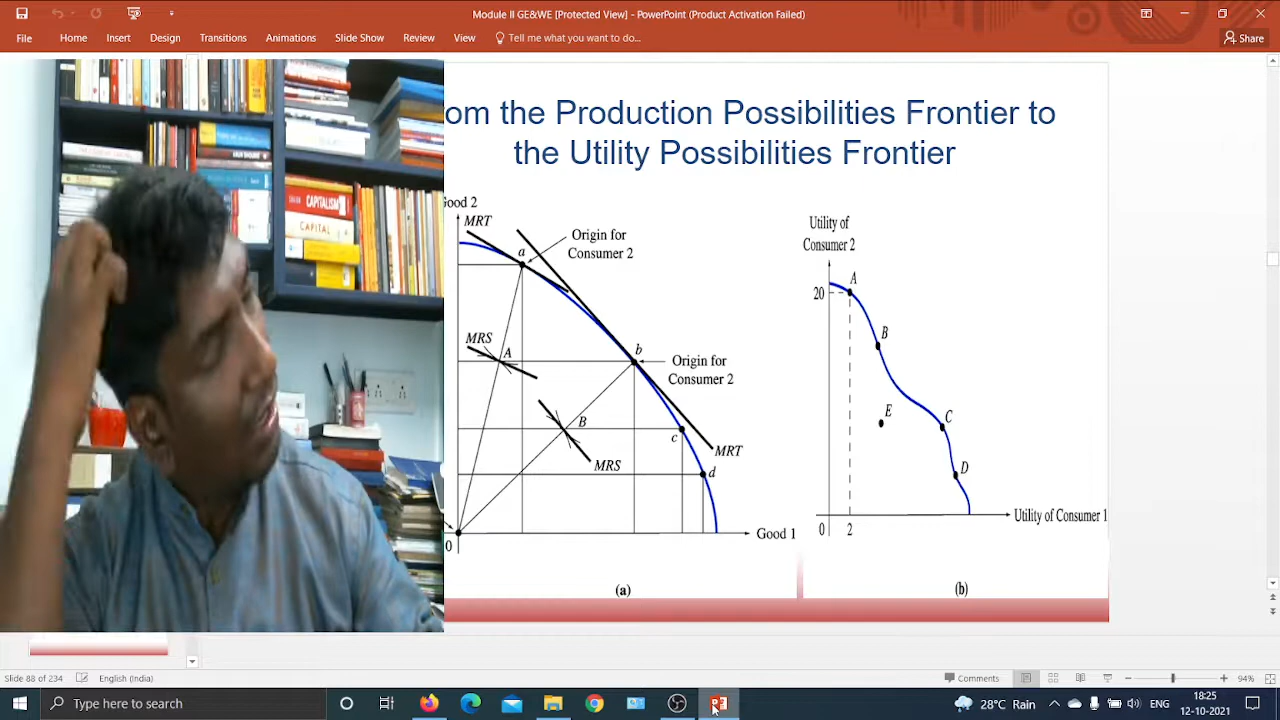 Module II GE&WE [Protected View] - PowerPoint (Product Activation Failed)
File Home Insert Design Transitions Animations Slide Show Review View Tell me what you want to do... Share
om the Production Possibilities Frontier to
the Utility Possibilities Frontier
CAPITALISM
CAPITAL
Good 2
MRT
Origin for
Consumer 2
a
MRS
A
b
Origin for
Consumer 2
B
MRS
c
MRT
d
0
Good 1
(a)
Utility of
Consumer 2
20
A
B
E
C
D
0
2
Utility of Consumer 1
(b)
Slide 88 of 234 English (India) Comments 94%
Type here to search 28°C Rain ENG 18:25
12-10-2021